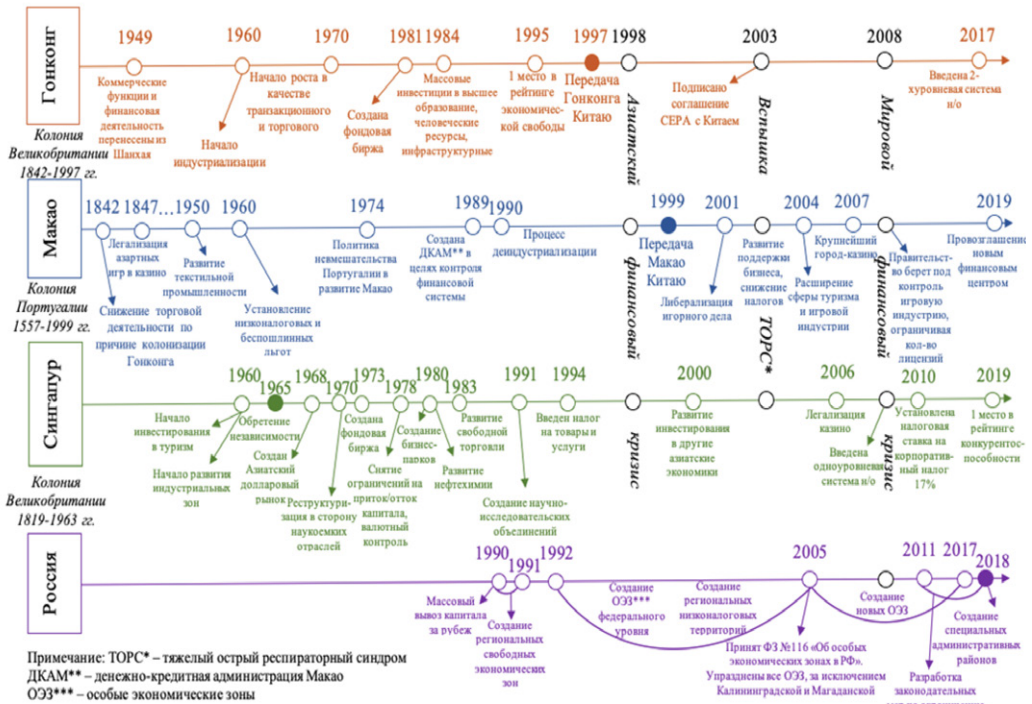 Гонконг
1949
1960
1970
1981
1984
1995
1997
1998
2003
2008
2017
Коммерческие
функции и
финансовая
деятельность
перенесены из
Шанхая
Начало
индустриализации
Начало роста в
качестве
транзакционного
и торгового
Создана
фондовая
биржа
Массовые
инвестиции в высшее
образование,
человеческие
ресурсы,
инфраструктурные
1 место в
рейтинге
экономичес-
кой свободы
Передача
Гонконга
Китаю
Подписано
соглашение
СЕРА с Китаем
Введена 2-
хуровневая система
н/о
Азиатский
финансовый
кризис
Вспышка
ТОРС*
Мировой
финансовый
кризис
Колония
Великобритании
1842-1997 гг.
Макао
1842
1847...
1950
1960
1974
1989
1990
1999
2001
2004
2007
2019
Снижение торговой
деятельности по
причине колонизации
Гонконга
Легализация
азартных
игр в казино
Развитие
текстильной
промышленности
Установление
низконалоговых и
беспошлинных
льгот
Политика
невмешательства
Португалии в
развитие Макао
Создана
ДКАМ** в
целях контроля
финансовой
системы
Процесс
деиндустриализации
Передача
Макао
Китаю
Либерализация
игорного дела
Развитие
поддержки
бизнеса,
снижение
налогов
Расширение
сферы туризма
и игровой
индустрии
Крупнейший
город-казино
Правительст-
во берет под
контроль
игровую
индустрию,
ограничивая
кол-во
лицензий
Провозглашение
новым
финансовым
центром
Колония
Португалии
1557-1999 гг.
Сингапур
1960
1965
1968
1970
1973
1978
1980
1983
1991
1994
2000
2006
2010
2019
Начало
инвестирования
в туризм
Начало развития
индустриальных
зон
Обретение
независимости
Создан
Азиатский
долларовый
рынок
Реструктури-
зация в сторону
наукоемких
отраслей
Создана
фондовая
биржа
Снятие
ограничений на
приток/отток
капитала,
валютный
контроль
Создание
бизнес-
парков
Развитие
нефтехимии
Развитие
свободной
торговли
Создание научно-
исследовательских
объединений
Введен налог
на товары и
услуги
Развитие
инвестирования
в другие
азиатские
экономики
Легализация
казино
Введена
одноуровневая
система н/о
Установлена
налоговая
ставка на
корпоратив-
ный налог
17%
1 место в
рейтинге
конкурентос-
пособности
Колония
Великобритании
1819-1963 гг.
Россия
1990
1991
1992
2005
2011
2017
2018
Массовый
вывоз капитала
за рубеж
Создание
региональных
свободных
экономических
зон
Создание
ОЭЗ***
федерального
уровня
Создание
региональных
низконалоговых
территорий
Принят ФЗ №116 «Об особых
экономических зонах в РФ».
Упразднены все ОЭЗ, за исключением
Калининградской и Магаданской
Создание
новых ОЭЗ
Разработка
законодательных
Создание
специальных
административных
районов
Примечание: ТОРС* – тяжелый острый респираторный синдром
ДКАМ** – денежно-кредитная администрация Макао
ОЭЗ*** – особые экономические зоны